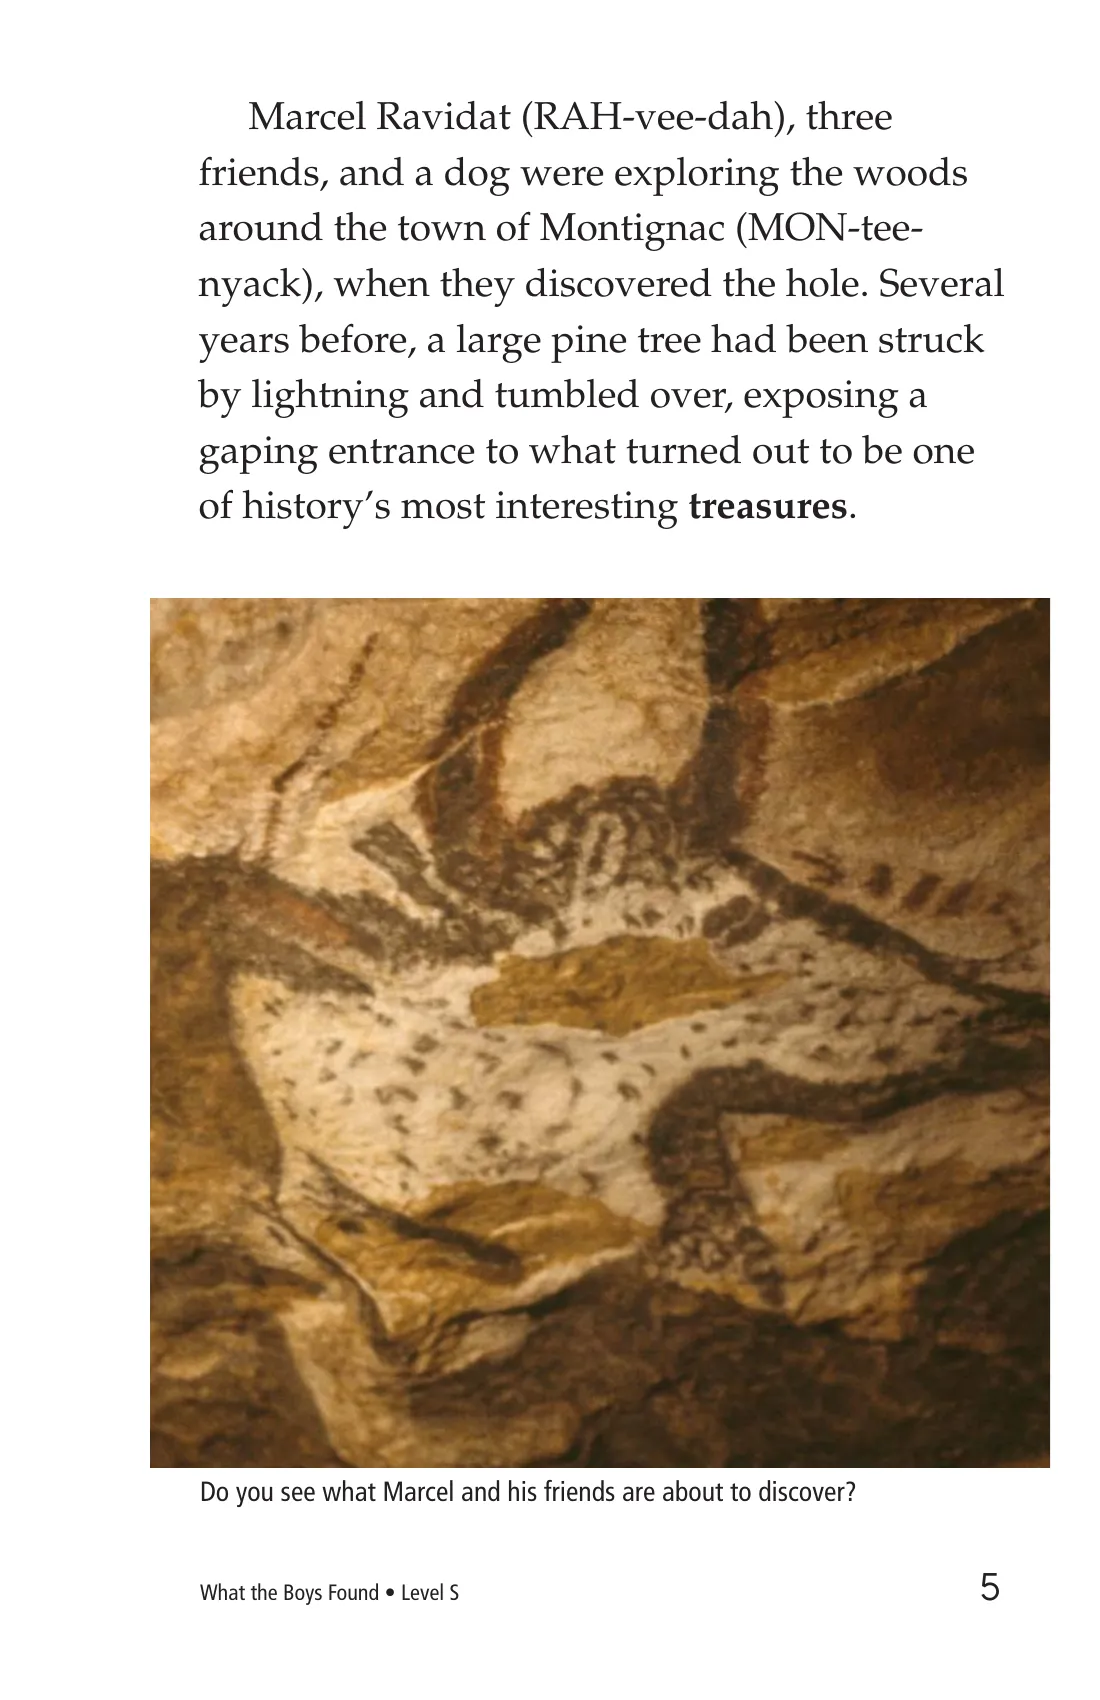 Marcel Ravidat (RAH-vee-dah), three
friends, and a dog were exploring the woods
around the town of Montignac (MON-tee-
nyack), when they discovered the hole. Several
years before, a large pine tree had been struck
by lightning and tumbled over, exposing a
gaping entrance to what turned out to be one
of history’s most interesting treasures.
Do you see what Marcel and his friends are about to discover?
What the Boys Found • Level S
5